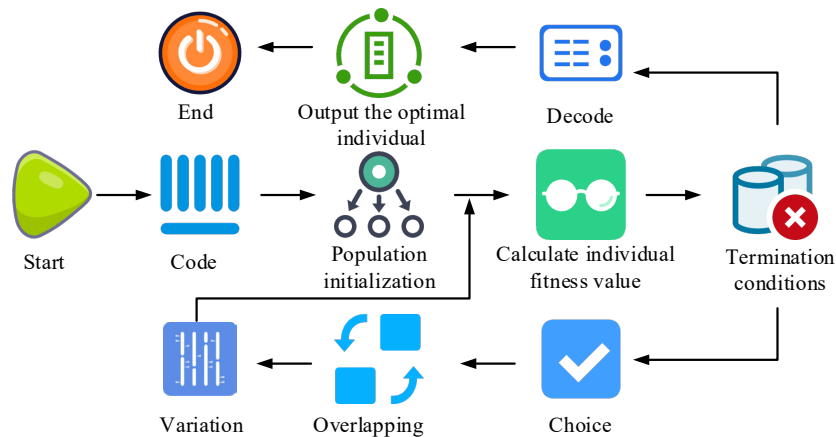 End
Output the optimal
individual
Decode
Start
Code
Population
initialization
Calculate individual
fitness value
Termination
conditions
Variation
Overlapping
Choice